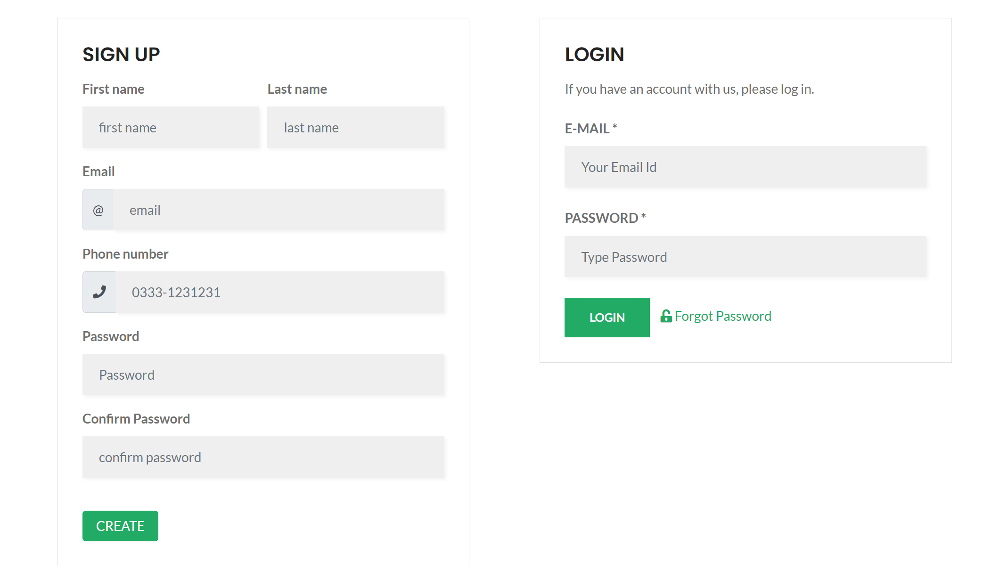 SIGN UP
First name
Last name
first name
last name
Email
@
email
Phone number
0333-1231231
Password
Password
Confirm Password
confirm password
CREATE
LOGIN
If you have an account with us, please log in.
E-MAIL *
Your Email Id
PASSWORD *
Type Password
LOGIN
Forgot Password